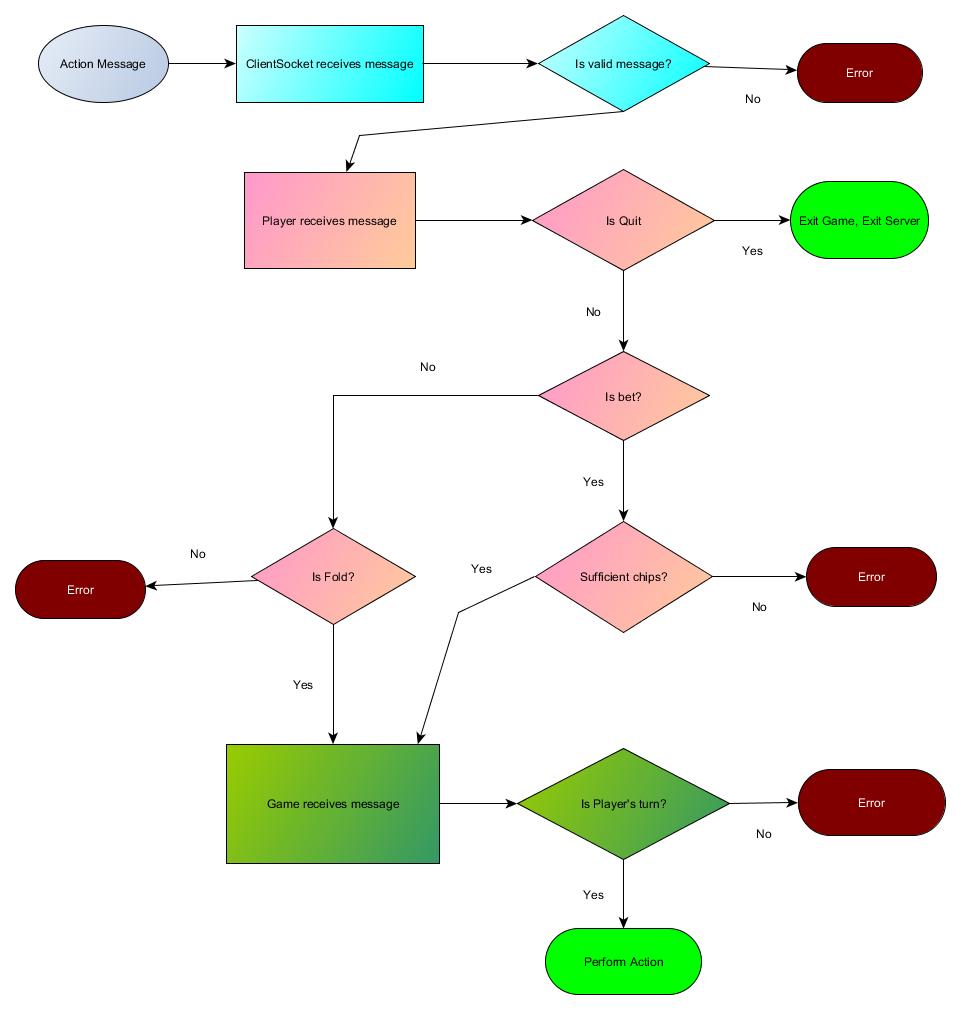 Action Message
ClientSocket receives message
Is valid message?
Error
No
Player receives message
Is Quit
Exit Game, Exit Server
Yes
No
No
Is bet?
Yes
No
Error
Is Fold?
Yes
Sufficient chips?
Error
No
Yes
Game receives message
Is Player's turn?
Error
No
Yes
Perform Action